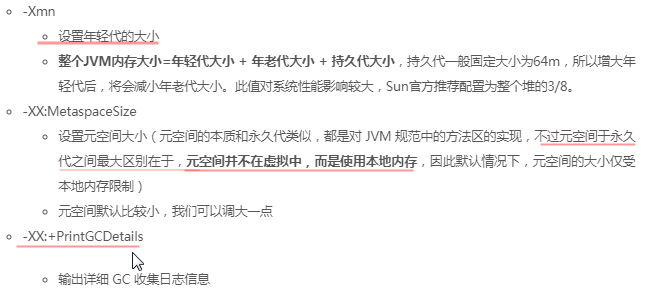 -Xmn
设置年轻代的大小
整个JVM内存大小=年轻代大小 + 年老代大小 + 持久代大小，持久代一般固定大小为64m，所以增大年
轻代后，将会减小年老代大小。此值对系统性能影响较大，Sun官方推荐配置为整个堆的3/8。
-XX:MetaspaceSize
设置元空间大小（元空间的本质和永久代类似，都是对 JVM 规范中的方法区的实现，不过元空间于永久
代之间最大区别在于，元空间并不在虚拟中，而是使用本地内存，因此默认情况下，元空间的大小仅受
本地内存限制）
元空间默认比较小，我们可以调大一点
-XX:+PrintGCDetails
输出详细 GC 收集日志信息